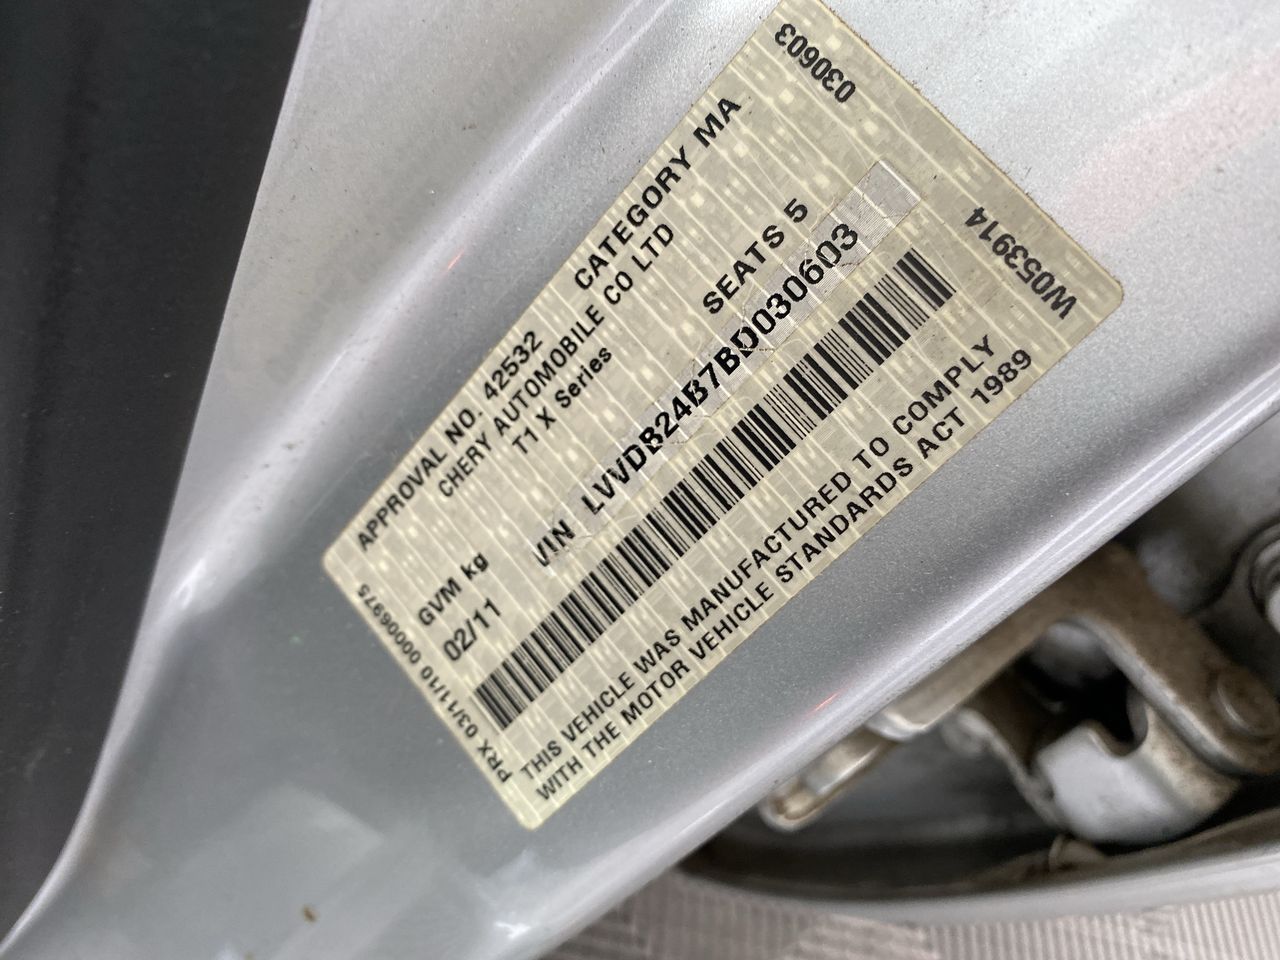 APPROVAL NO. 42532 CATEGORY MA
CHERY AUTOMOBILE CO LTD
T1 X Series
GVM kg SEATS 5
02/11
VIN LVVDB24B7BD030603
THIS VEHICLE WAS MANUFACTURED TO COMPLY
WITH THE MOTOR VEHICLE STANDARDS ACT 1989
PRX 03/11/10 00006975
030603
W053914